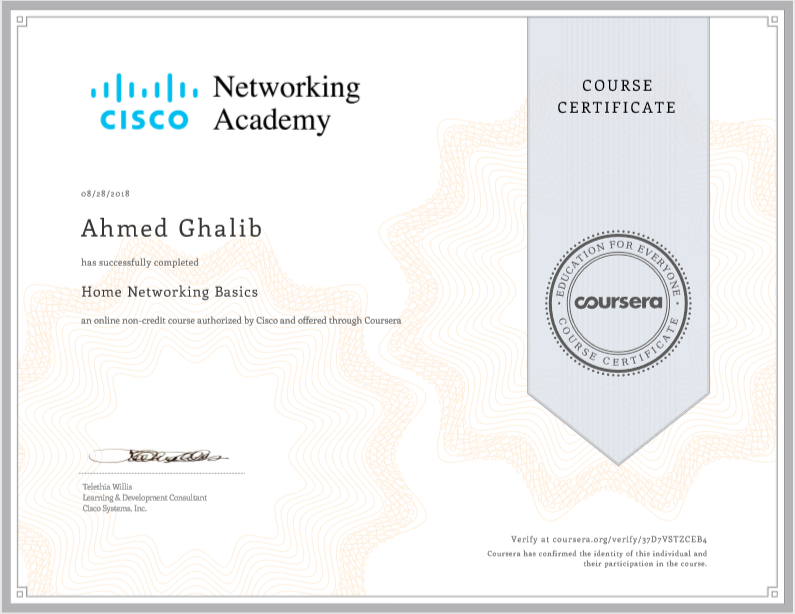 CISCO
Networking
Academy
COURSE
CERTIFICATE
08/28/2018
Ahmed Ghalib
has successfully completed
Home Networking Basics
an online non-credit course authorized by Cisco and offered through Coursera
EDUCATION FOR EVERYONE
coursera
COURSE CERTIFICATE
Telethia Willis
Learning & Development Consultant
Cisco Systems, Inc.
Verify at coursera.org/verify/37D7VSTZCEB4
Coursera has confirmed the identity of this individual and
their participation in the course.